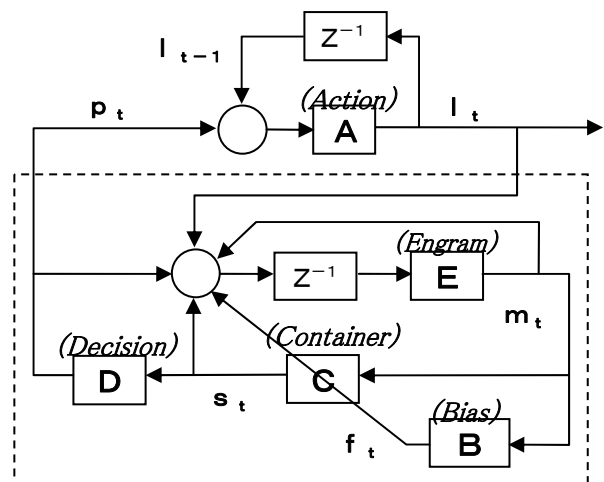 Z⁻¹
I t−1
(Action)
p t
A
I t
(Engram)
Z⁻¹
E
m t
(Decision)
(Container)
D
C
s t
(Bias)
f t
B